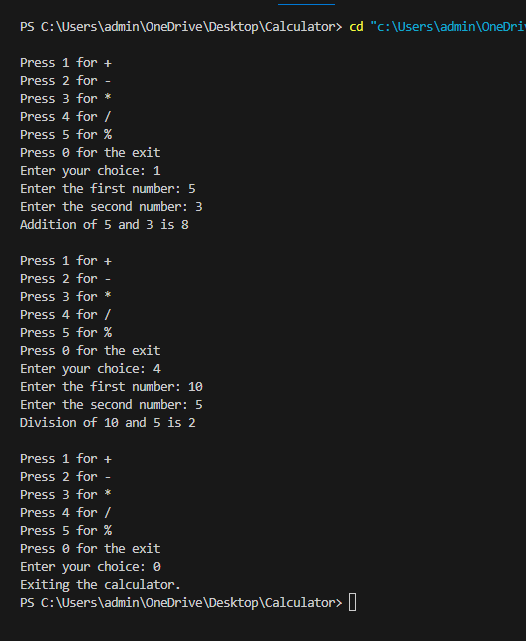 PS C:\Users\admin\OneDrive\Desktop\Calculator> cd "c:\Users\admin\OneDri
Press 1 for +
Press 2 for -
Press 3 for *
Press 4 for /
Press 5 for %
Press 0 for the exit
Enter your choice: 1
Enter the first number: 5
Enter the second number: 3
Addition of 5 and 3 is 8
Press 1 for +
Press 2 for -
Press 3 for *
Press 4 for /
Press 5 for %
Press 0 for the exit
Enter your choice: 4
Enter the first number: 10
Enter the second number: 5
Division of 10 and 5 is 2
Press 1 for +
Press 2 for -
Press 3 for *
Press 4 for /
Press 5 for %
Press 0 for the exit
Enter your choice: 0
Exiting the calculator.
PS C:\Users\admin\OneDrive\Desktop\Calculator>